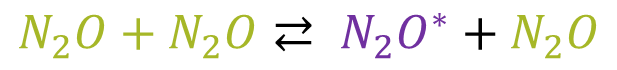 N₂O + N₂O ⇄ N₂O* + N₂O